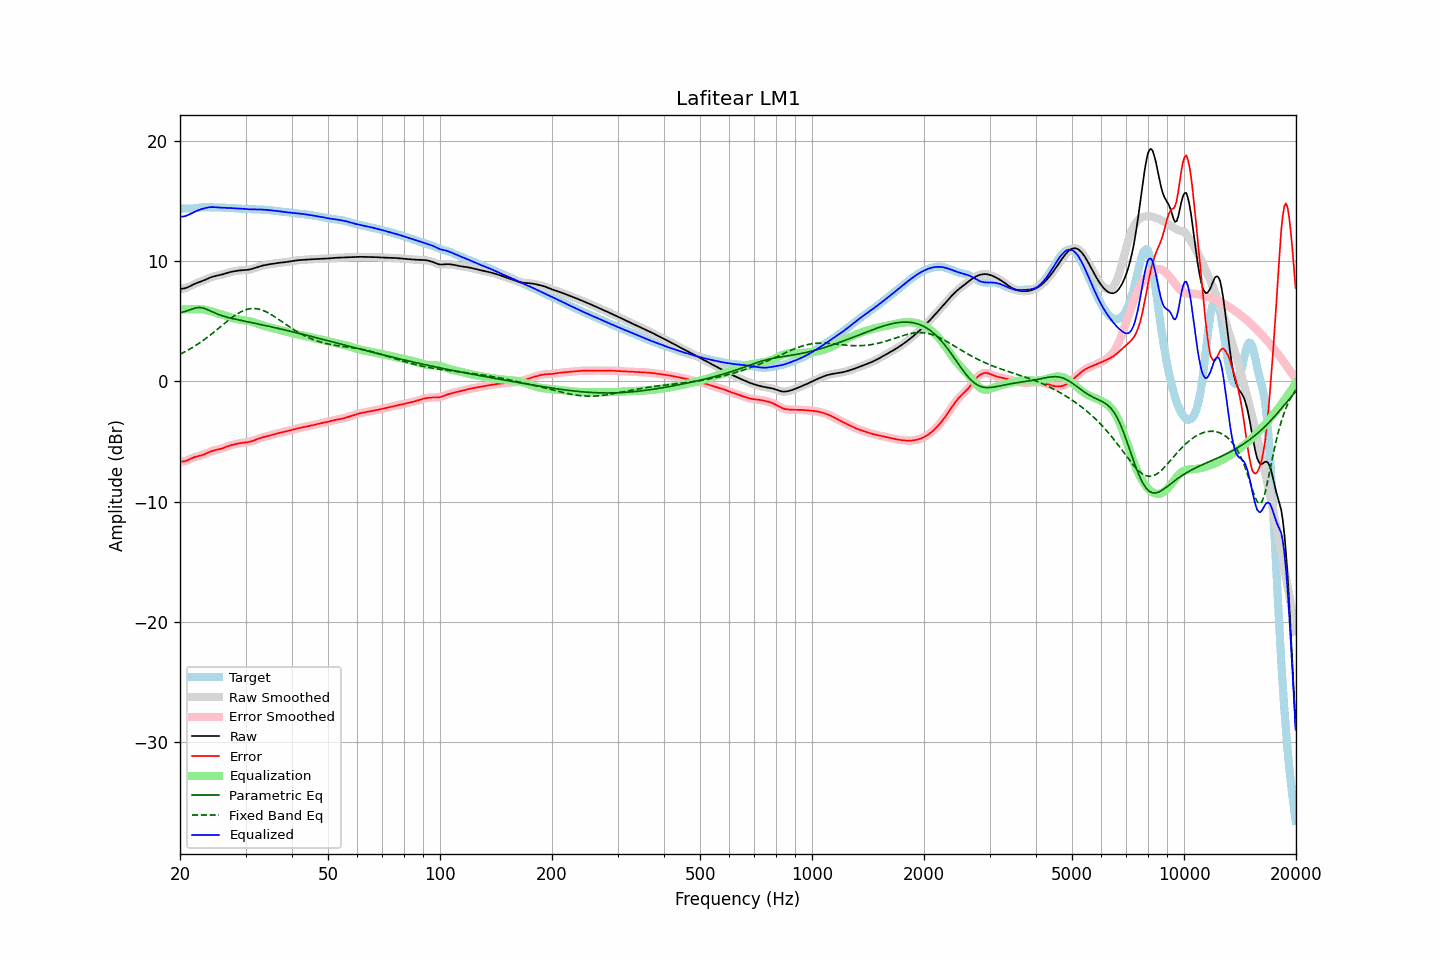 Lafitear LM1
20
10
0
−10
−20
−30
Amplitude (dBr)
Target
Raw Smoothed
Error Smoothed
Raw
Error
Equalization
Parametric Eq
Fixed Band Eq
Equalized
20
50
100
200
500
1000
2000
5000
10000
20000
Frequency (Hz)